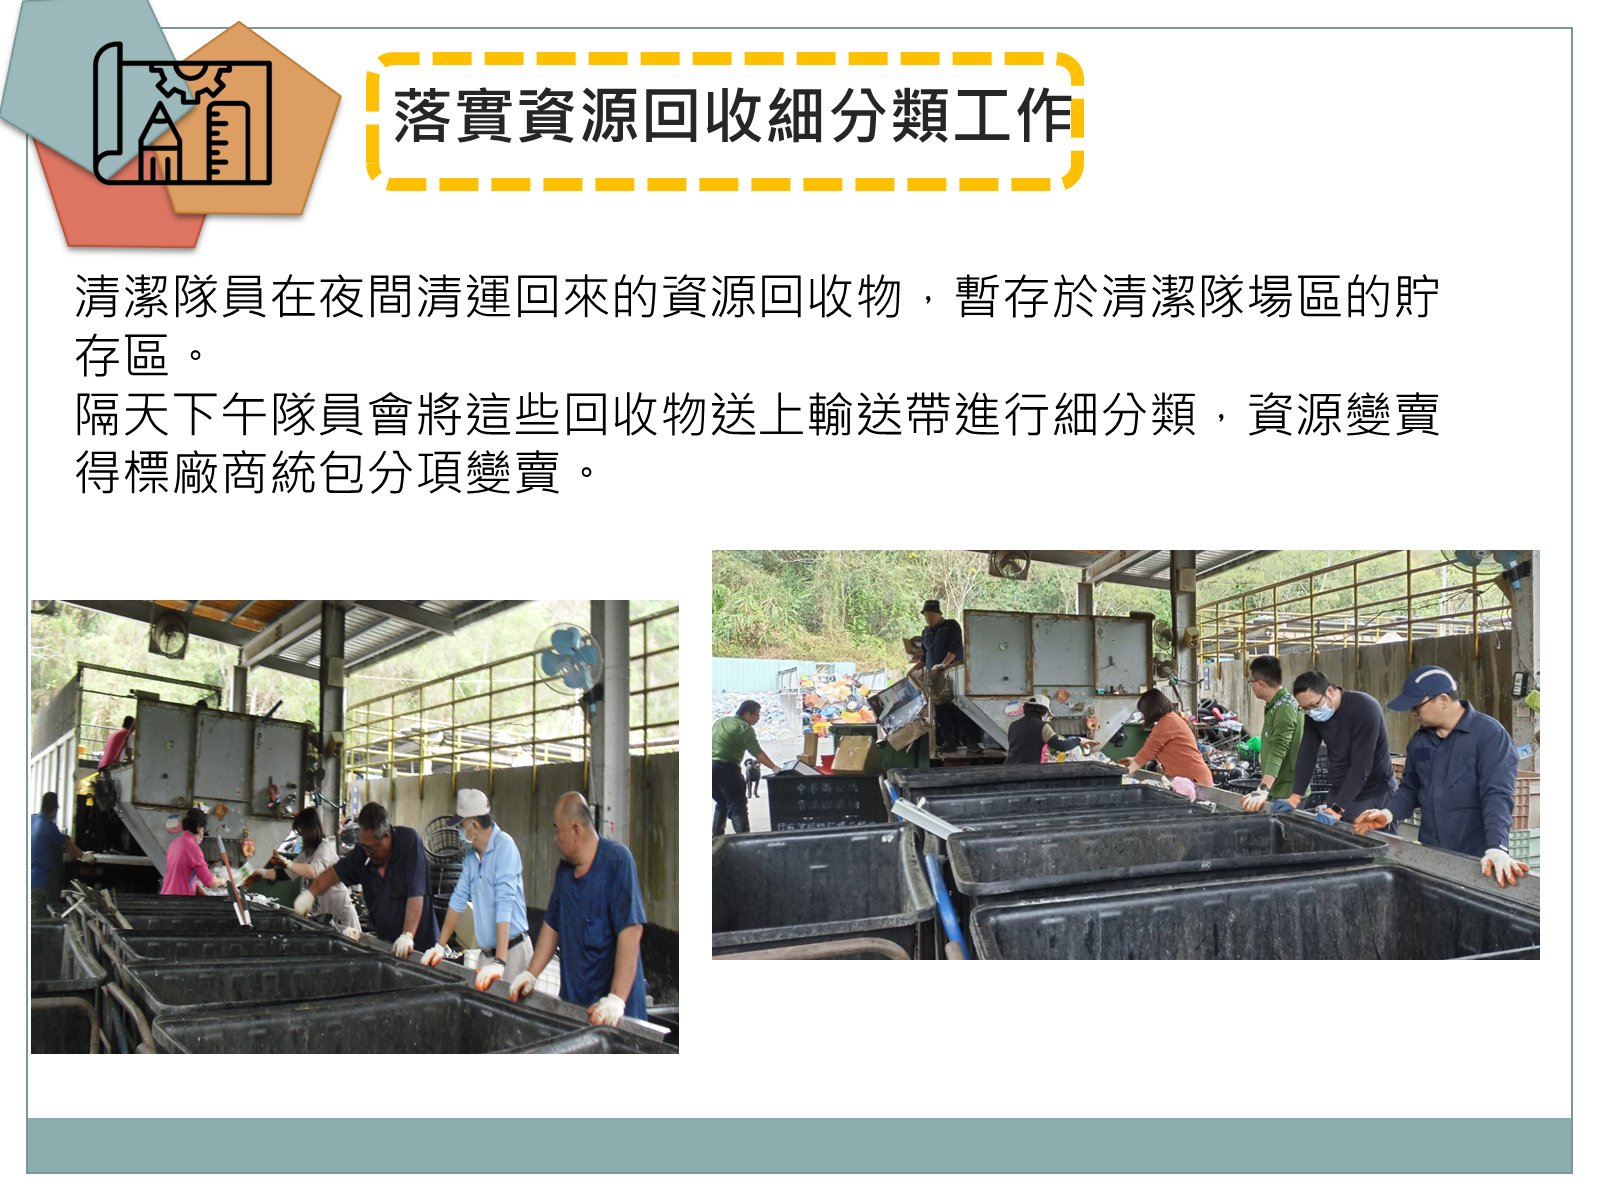 落實資源回收細分類工作
清潔隊員在夜間清運回來的資源回收物，暫存於清潔隊場區的貯
存區。
隔天下午隊員會將這些回收物送上輸送帶進行細分類，資源變賣
得標廠商統包分項變賣。